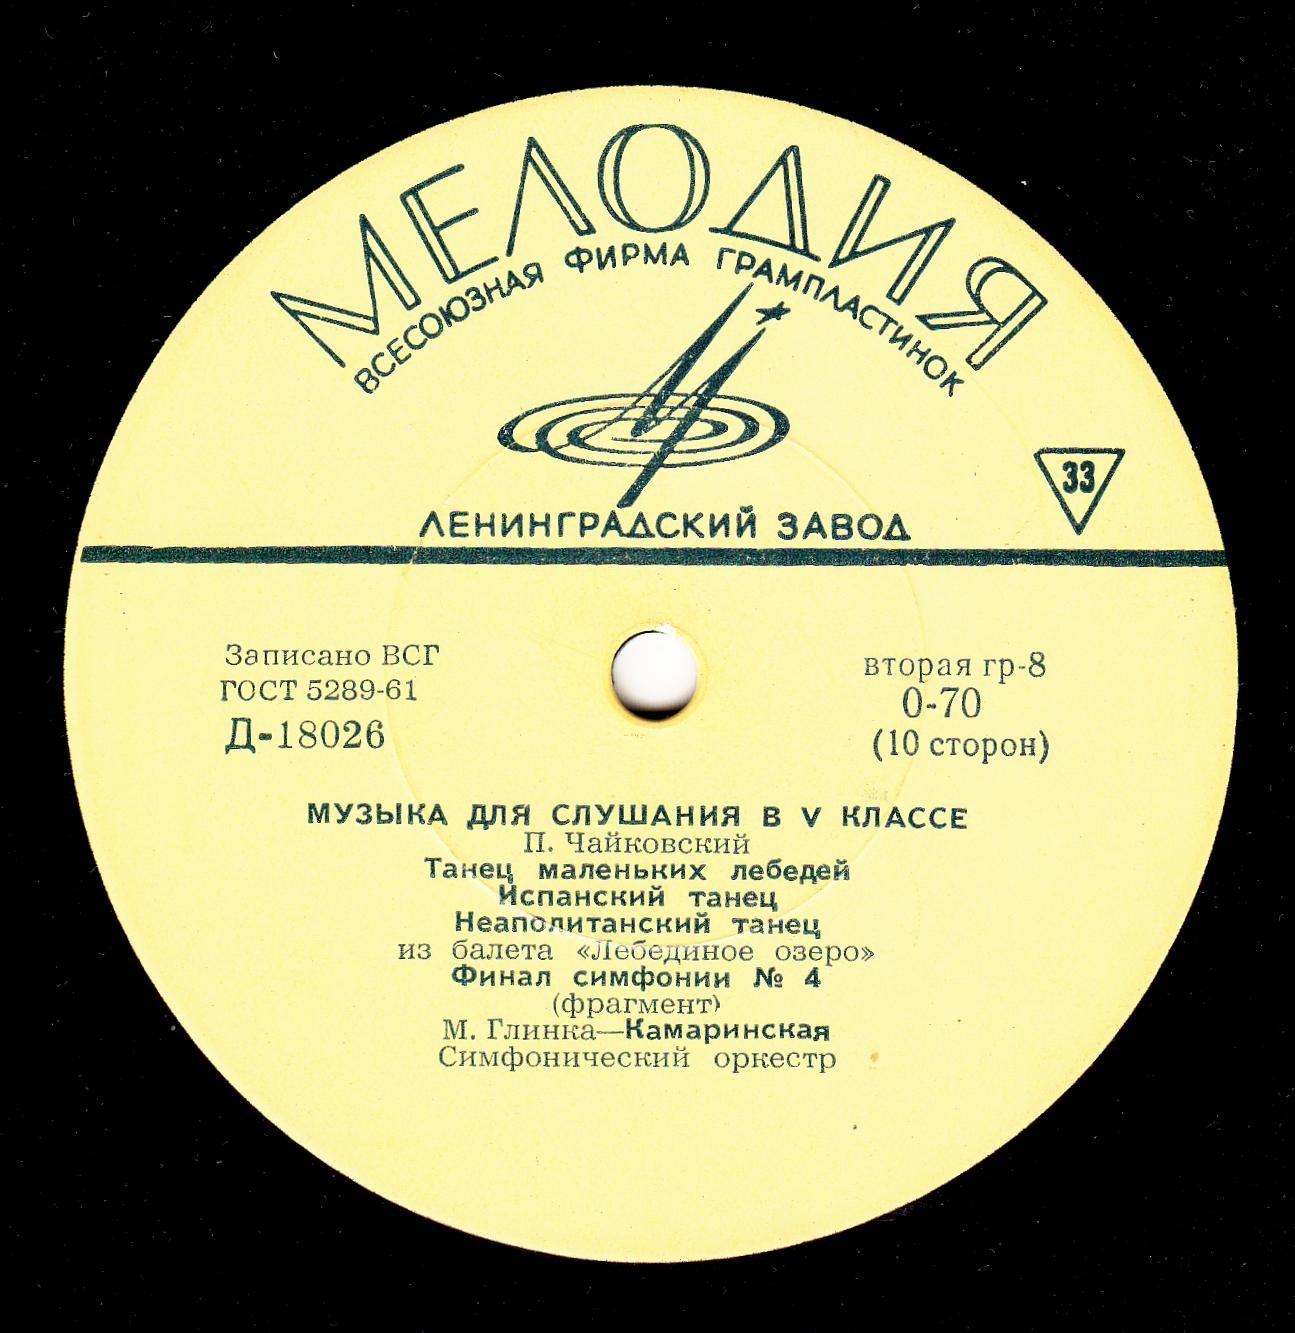 МЕЛОДИЯ
ВСЕСОЮЗНАЯ ФИРМА ГРАМПЛАСТИНОК
33
ЛЕНИНГРАДСКИЙ ЗАВОД
Записано ВСГ
ГОСТ 5289-61
Д-18026
вторая гр-8
0-70
(10 сторон)
МУЗЫКА ДЛЯ СЛУШАНИЯ В V КЛАССЕ
П. Чайковский
Танец маленьких лебедей
Испанский танец
Неаполитанский танец
из балета «Лебединое озеро»
Финал симфонии № 4
(фрагмент)
М. Глинка—Камаринская
Симфонический оркестр